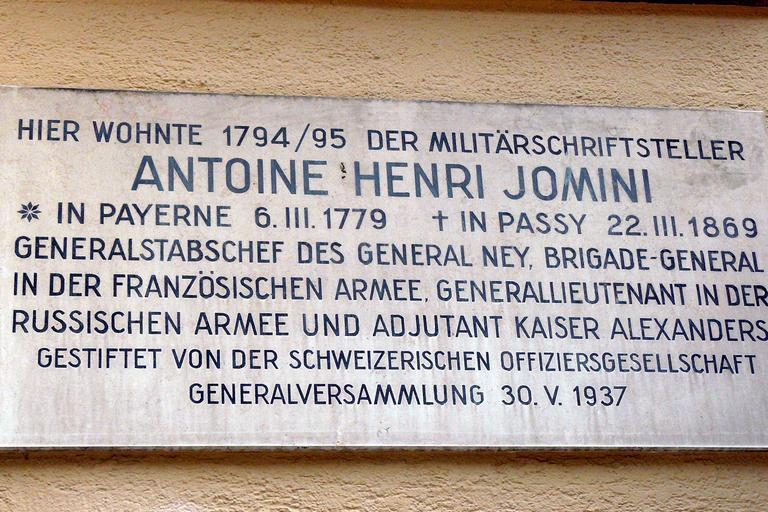 HIER WOHNTE 1794/95 DER MILITÄRSCHRIFTSTELLER
ANTOINE HENRI JOMINI
✻ IN PAYERNE 6.III.1779 † IN PASSY 22.III.1869
GENERALSTABSCHEF DES GENERAL NEY, BRIGADE-GENERAL
IN DER FRANZÖSISCHEN ARMEE, GENERALLIEUTENANT IN DER
RUSSISCHEN ARMEE UND ADJUTANT KAISER ALEXANDERS
GESTIFTET VON DER SCHWEIZERISCHEN OFFIZIERSGESELLSCHAFT
GENERALVERSAMMLUNG 30. V. 1937